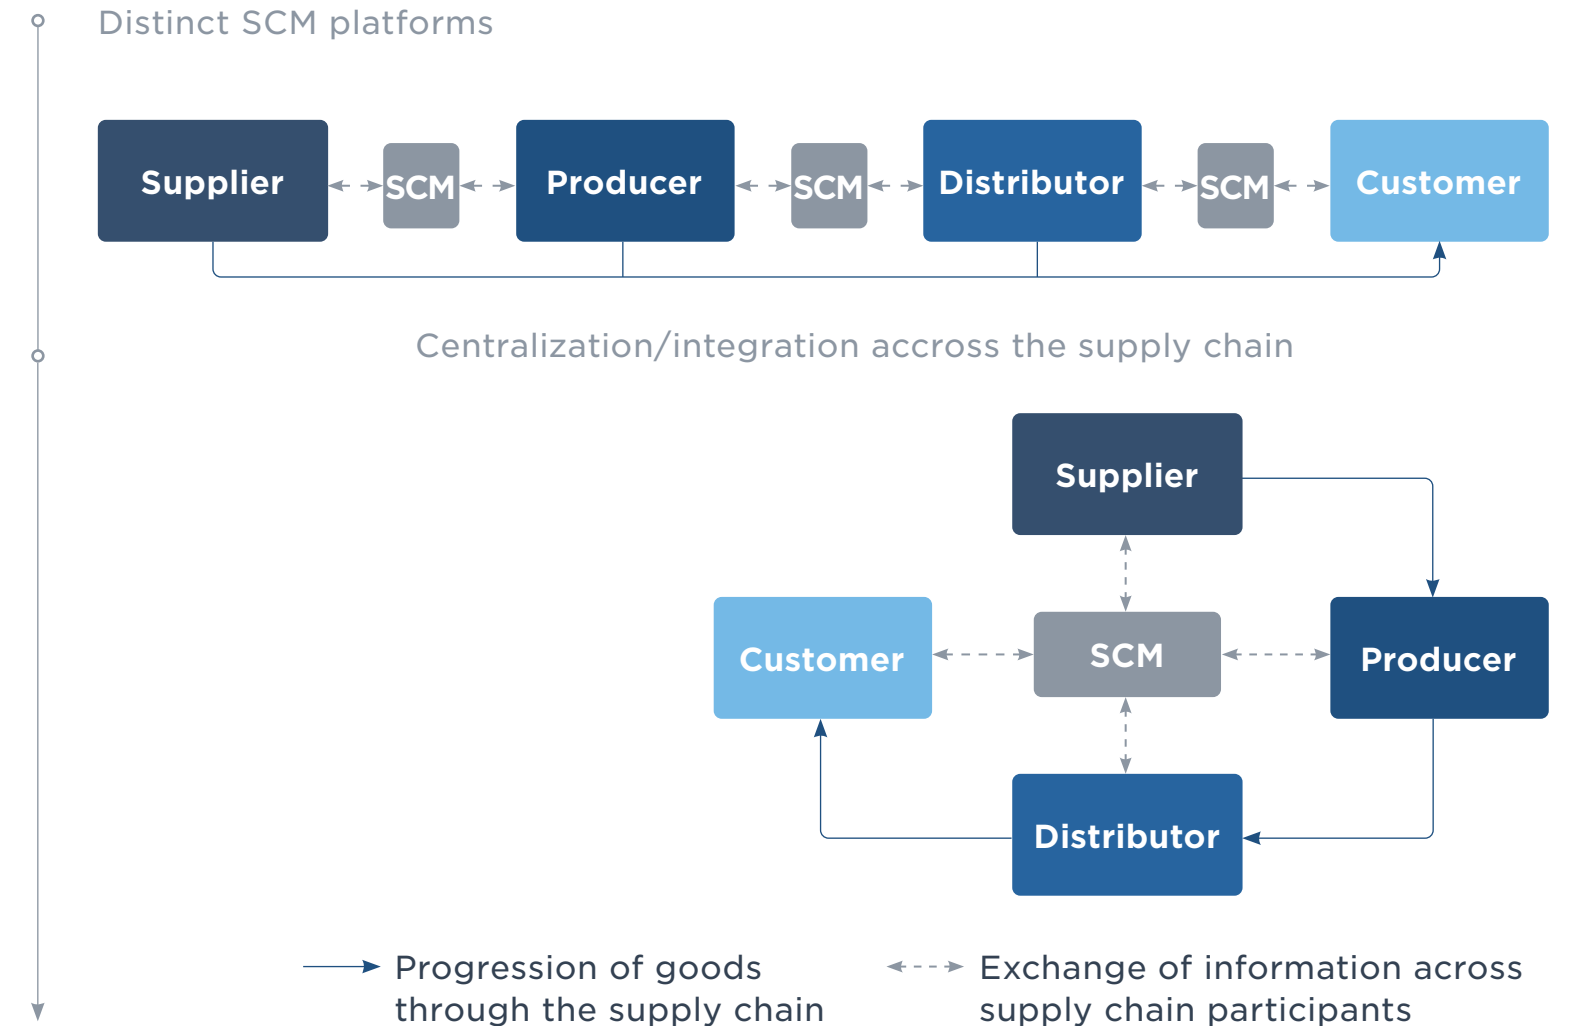 Distinct SCM platforms
Supplier
SCM
Producer
SCM
Distributor
SCM
Customer
Centralization/integration accross the supply chain
Supplier
Customer
SCM
Producer
Distributor
Progression of goods
through the supply chain
Exchange of information across
supply chain participants